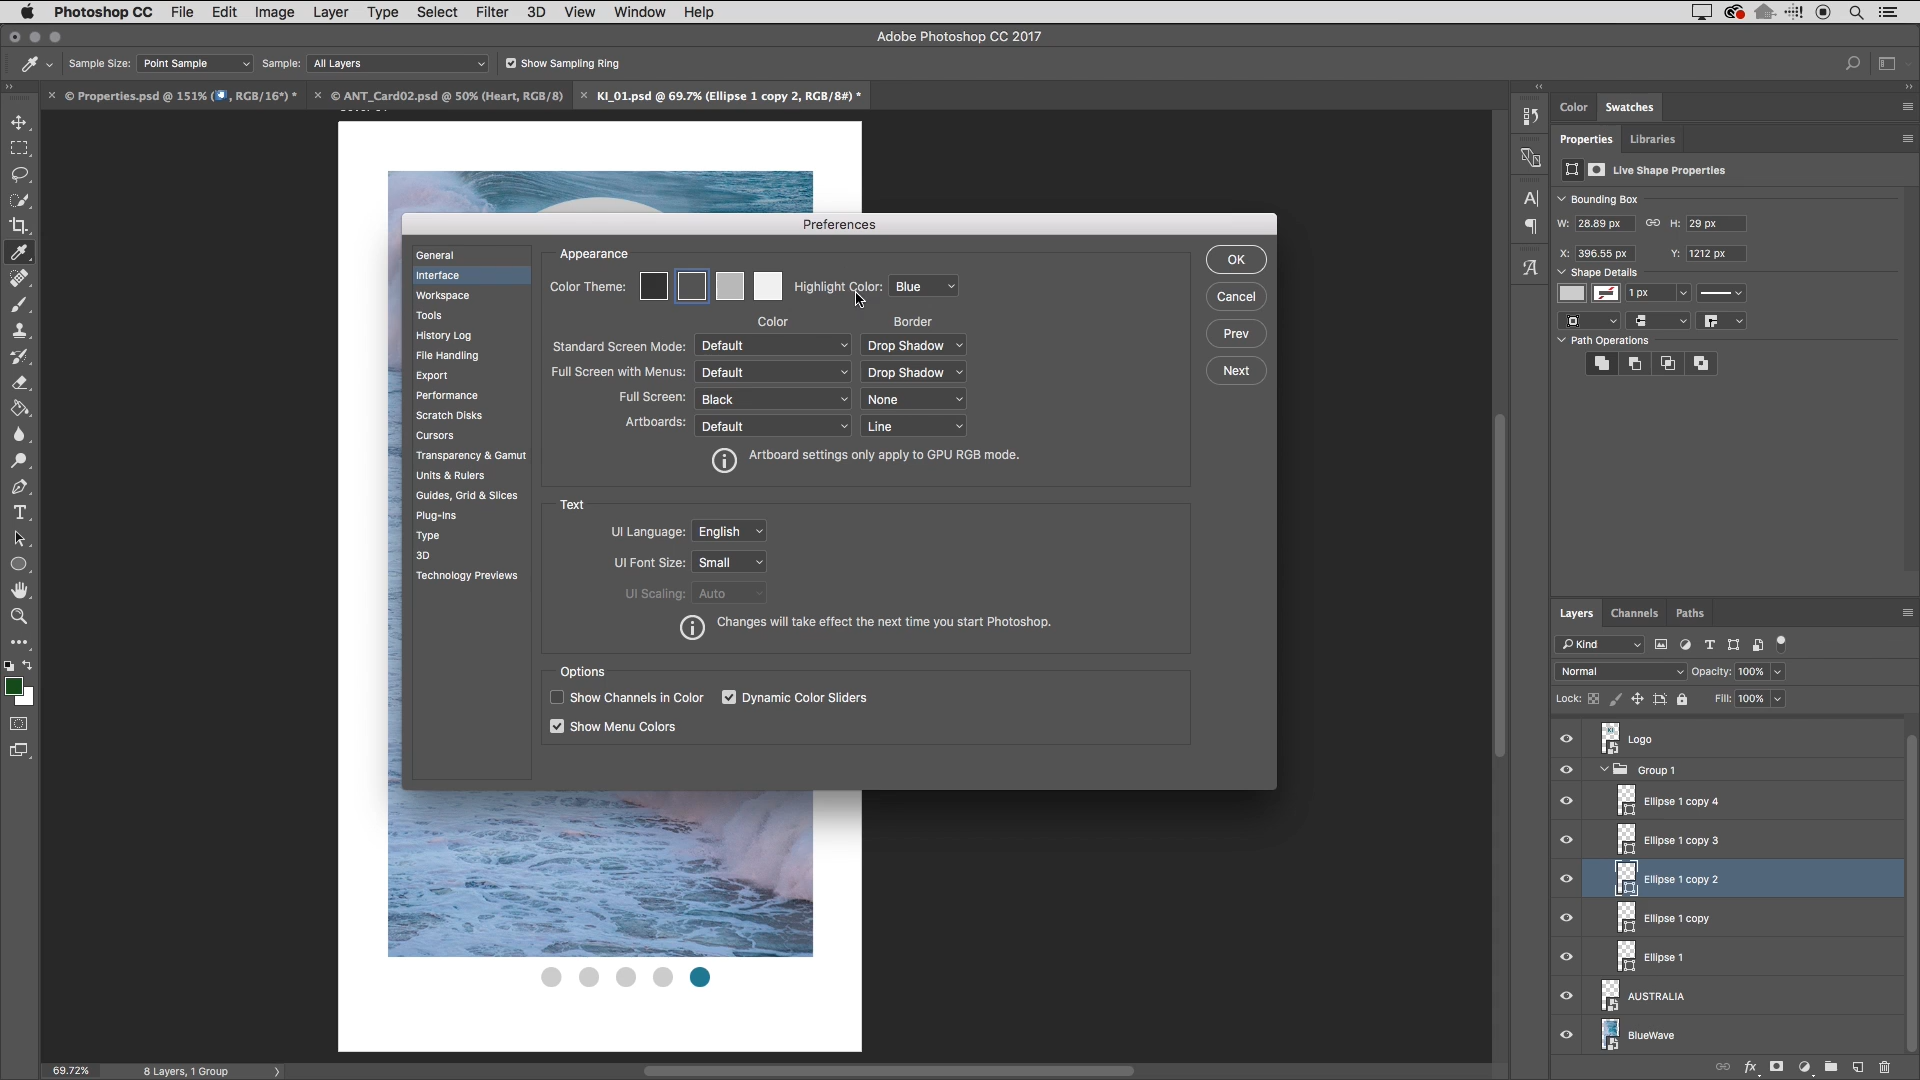 Photoshop CC File Edit Image Layer Type Select Filter 3D View Window Help
Adobe Photoshop CC 2017
Sample Size: Point Sample Sample: All Layers Show Sampling Ring
© Properties.psd @ 151% ( , RGB/16*) * © ANT_Card02.psd @ 50% (Heart, RGB/8) KI_01.psd @ 69.7% (Ellipse 1 copy 2, RGB/8#) *
Preferences
General
Interface
Workspace
Tools
History Log
File Handling
Export
Performance
Scratch Disks
Cursors
Transparency & Gamut
Units & Rulers
Guides, Grid & Slices
Plug-Ins
Type
3D
Technology Previews
Appearance
Color Theme: Highlight Color: Blue
Color Border
Standard Screen Mode: Default Drop Shadow
Full Screen with Menus: Default Drop Shadow
Full Screen: Black None
Artboards: Default Line
Artboard settings only apply to GPU RGB mode.
Text
UI Language: English
UI Font Size: Small
UI Scaling: Auto
Changes will take effect the next time you start Photoshop.
Options
Show Channels in Color Dynamic Color Sliders
Show Menu Colors
OK
Cancel
Prev
Next
Color Swatches
Properties Libraries
Live Shape Properties
Bounding Box
W: 28.89 px H: 29 px
X: 396.55 px Y: 1212 px
Shape Details
1 px
Path Operations
Layers Channels Paths
Kind
Normal Opacity: 100%
Lock: Fill: 100%
Logo
Group 1
Ellipse 1 copy 4
Ellipse 1 copy 3
Ellipse 1 copy 2
Ellipse 1 copy
Ellipse 1
AUSTRALIA
BlueWave
fx
69.72% 8 Layers, 1 Group